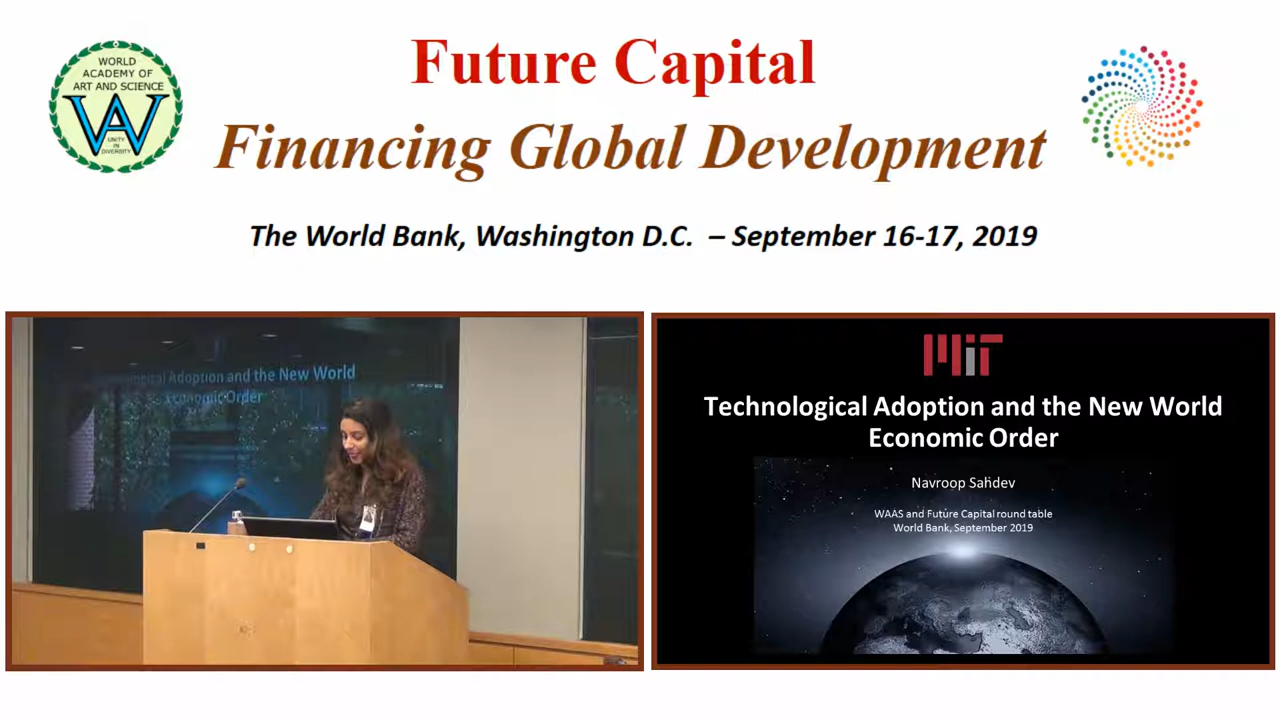 WORLD
ACADEMY OF
ART AND SCIENCE
UNITY
IN
DIVERSITY
Future Capital
Financing Global Development
The World Bank, Washington D.C. – September 16-17, 2019
Adoption and the New World
Economic Order
MIT
Technological Adoption and the New World
Economic Order
Navroop Sahdev
WAAS and Future Capital round table
World Bank, September 2019